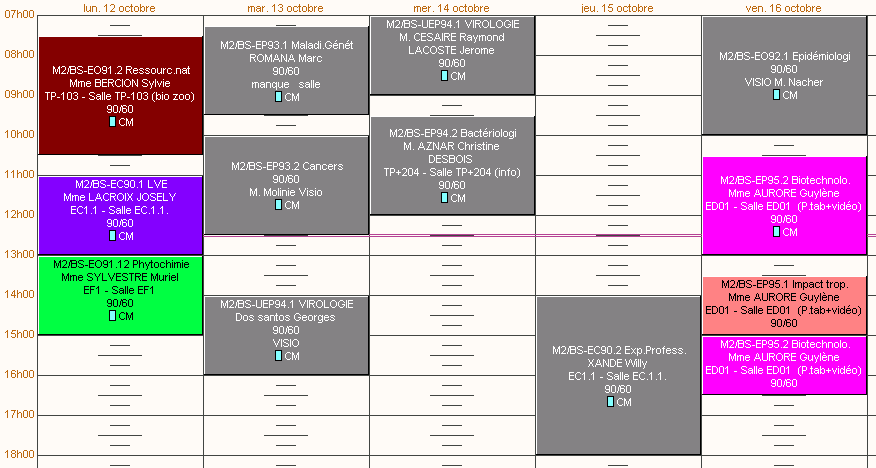 lun. 12 octobre
mar. 13 octobre
mer. 14 octobre
jeu. 15 octobre
ven. 16 octobre
07h00
08h00
09h00
10h00
11h00
12h00
13h00
14h00
15h00
16h00
17h00
18h00
M2/BS-EO91.2 Ressourc.nat
Mme BERCION Sylvie
TP-103 - Salle TP-103 (bio zoo)
90/60
CM
M2/BS-EC90.1 LVE
Mme LACROIX JOSELY
EC1.1 - Salle EC.1.1.
90/60
CM
M2/BS-EO91.12 Phytochimie
Mme SYLVESTRE Muriel
EF1 - Salle EF1
90/60
CM
M2/BS-EP93.1 Maladi.Génét
ROMANA Marc
90/60
manque salle
CM
M2/BS-EP93.2 Cancers
90/60
M. Molinie Visio
CM
M2/BS-UEP94.1 VIROLOGIE
Dos santos Georges
90/60
VISIO
CM
M2/BS-UEP94.1 VIROLOGIE
M. CESAIRE Raymond
LACOSTE Jerome
90/60
CM
M2/BS-EP94.2 Bactériologi
M. AZNAR Christine
DESBOIS
TP+204 - Salle TP+204 (info)
90/60
CM
M2/BS-EC90.2 Exp.Profess.
XANDE Willy
EC1.1 - Salle EC.1.1.
90/60
CM
M2/BS-EO92.1 Epidémiologi
90/60
VISIO M. Nacher
CM
M2/BS-EP95.2 Biotechnolo.
Mme AURORE Guylène
ED01 - Salle ED01 (P.tab+vidéo)
90/60
CM
M2/BS-EP95.1 Impact trop.
Mme AURORE Guylène
ED01 - Salle ED01 (P.tab+vidéo)
90/60
M2/BS-EP95.2 Biotechnolo.
Mme AURORE Guylène
ED01 - Salle ED01 (P.tab+vidéo)
90/60